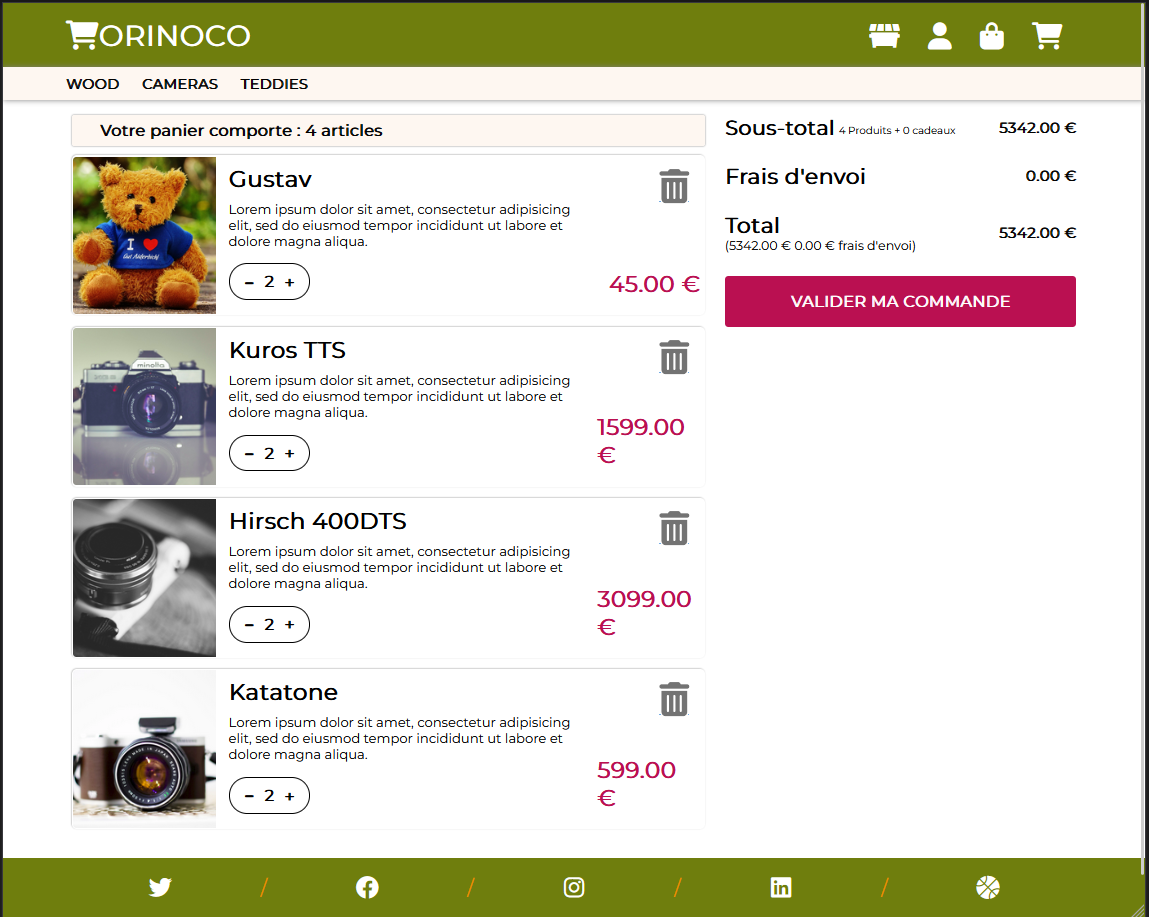 ORINOCO
WOOD CAMERAS TEDDIES
Votre panier comporte : 4 articles
Gustav
Lorem ipsum dolor sit amet, consectetur adipisicing
elit, sed do eiusmod tempor incididunt ut labore et
dolore magna aliqua.
I
Gut Aiderbichl
- 2 +
45.00 €
Kuros TTS
Lorem ipsum dolor sit amet, consectetur adipisicing
elit, sed do eiusmod tempor incididunt ut labore et
dolore magna aliqua.
minolta
- 2 +
1599.00
€
Hirsch 400DTS
Lorem ipsum dolor sit amet, consectetur adipisicing
elit, sed do eiusmod tempor incididunt ut labore et
dolore magna aliqua.
- 2 +
3099.00
€
Katatone
Lorem ipsum dolor sit amet, consectetur adipisicing
elit, sed do eiusmod tempor incididunt ut labore et
dolore magna aliqua.
- 2 +
599.00
€
Sous-total 4 Produits + 0 cadeaux 5342.00 €
Frais d'envoi 0.00 €
Total 5342.00 €
(5342.00 € 0.00 € frais d'envoi)
VALIDER MA COMMANDE
/ / / /